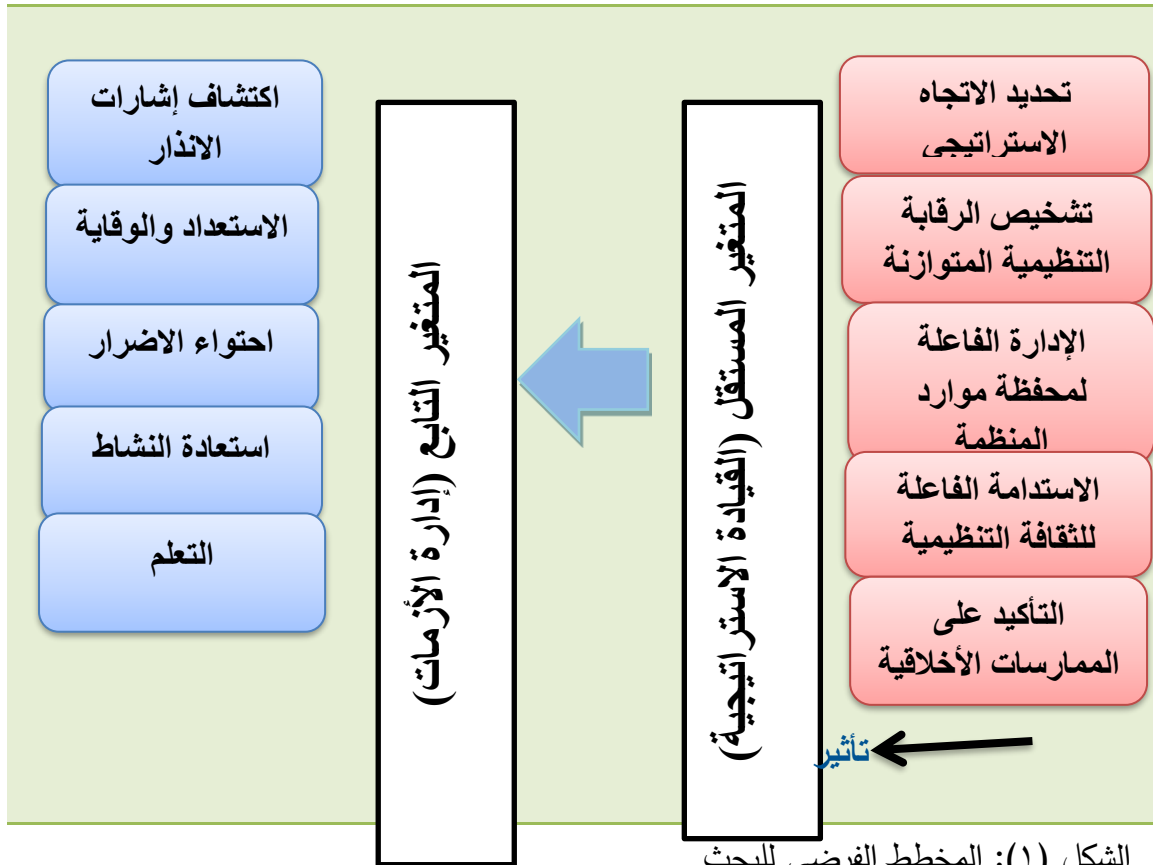 تحديد الاتجاه
الاستراتيجي
تشخيص الرقابة
التنظيمية المتوازنة
الإدارة الفاعلة
لمحفظة موارد
المنظمة
الاستدامة الفاعلة
للثقافة التنظيمية
التأكيد على
الممارسات الأخلاقية
المتغير المستقل (القيادة الاستراتيجية)
المتغير التابع (إدارة الأزمات)
اكتشاف إشارات
الانذار
الاستعداد والوقاية
احتواء الاضرار
استعادة النشاط
التعلم
تأثير
الشكل (١): المخطط الفرضي للبحث